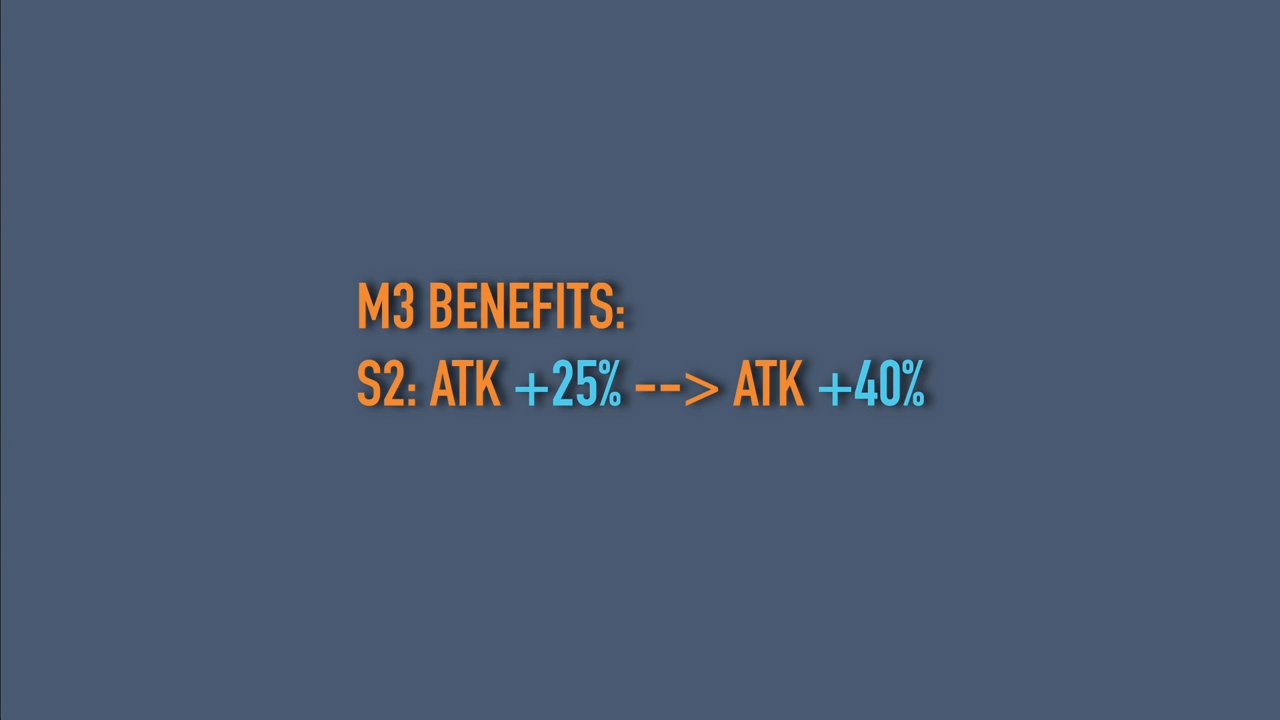 M3 BENEFITS:
S2: ATK +25% --> ATK +40%